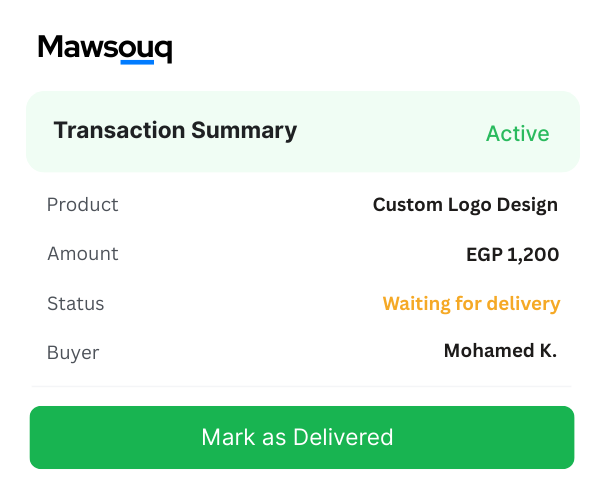 Mawsouq
Transaction Summary Active
Product Custom Logo Design
Amount EGP 1,200
Status Waiting for delivery
Buyer Mohamed K.
Mark as Delivered